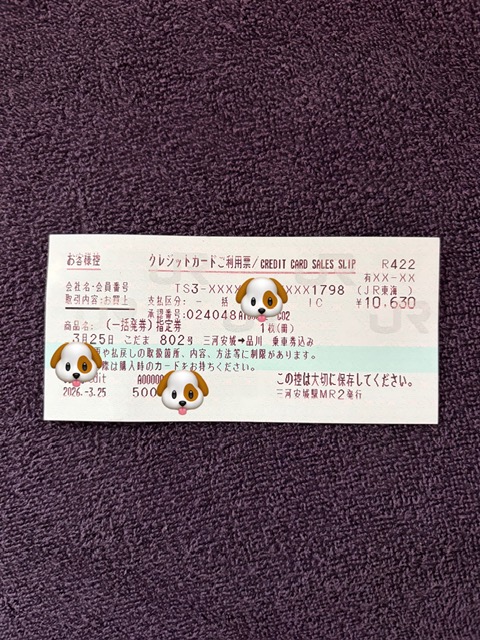 お客様控 クレジットカードご利用票/CREDIT CARD SALES SLIP R422
有XX-XX
会社名・会員番号 TS3-XXXX XXX1798 (JR東海)
取引内容:お買上 支払区分:一括 IC ¥10,630
承認番号:024048
商品名: (一括発券)指定券 1枚
3月25日 こだま 802号 三河安城→品川 乗車券込み
や払戻しの取扱箇所、内容、方法等に制限があります。
は購入時のカードをお持ちください。
edit A00000 この控は大切に保存してください。
2026.-3.25 500 三河安城駅MR2発行